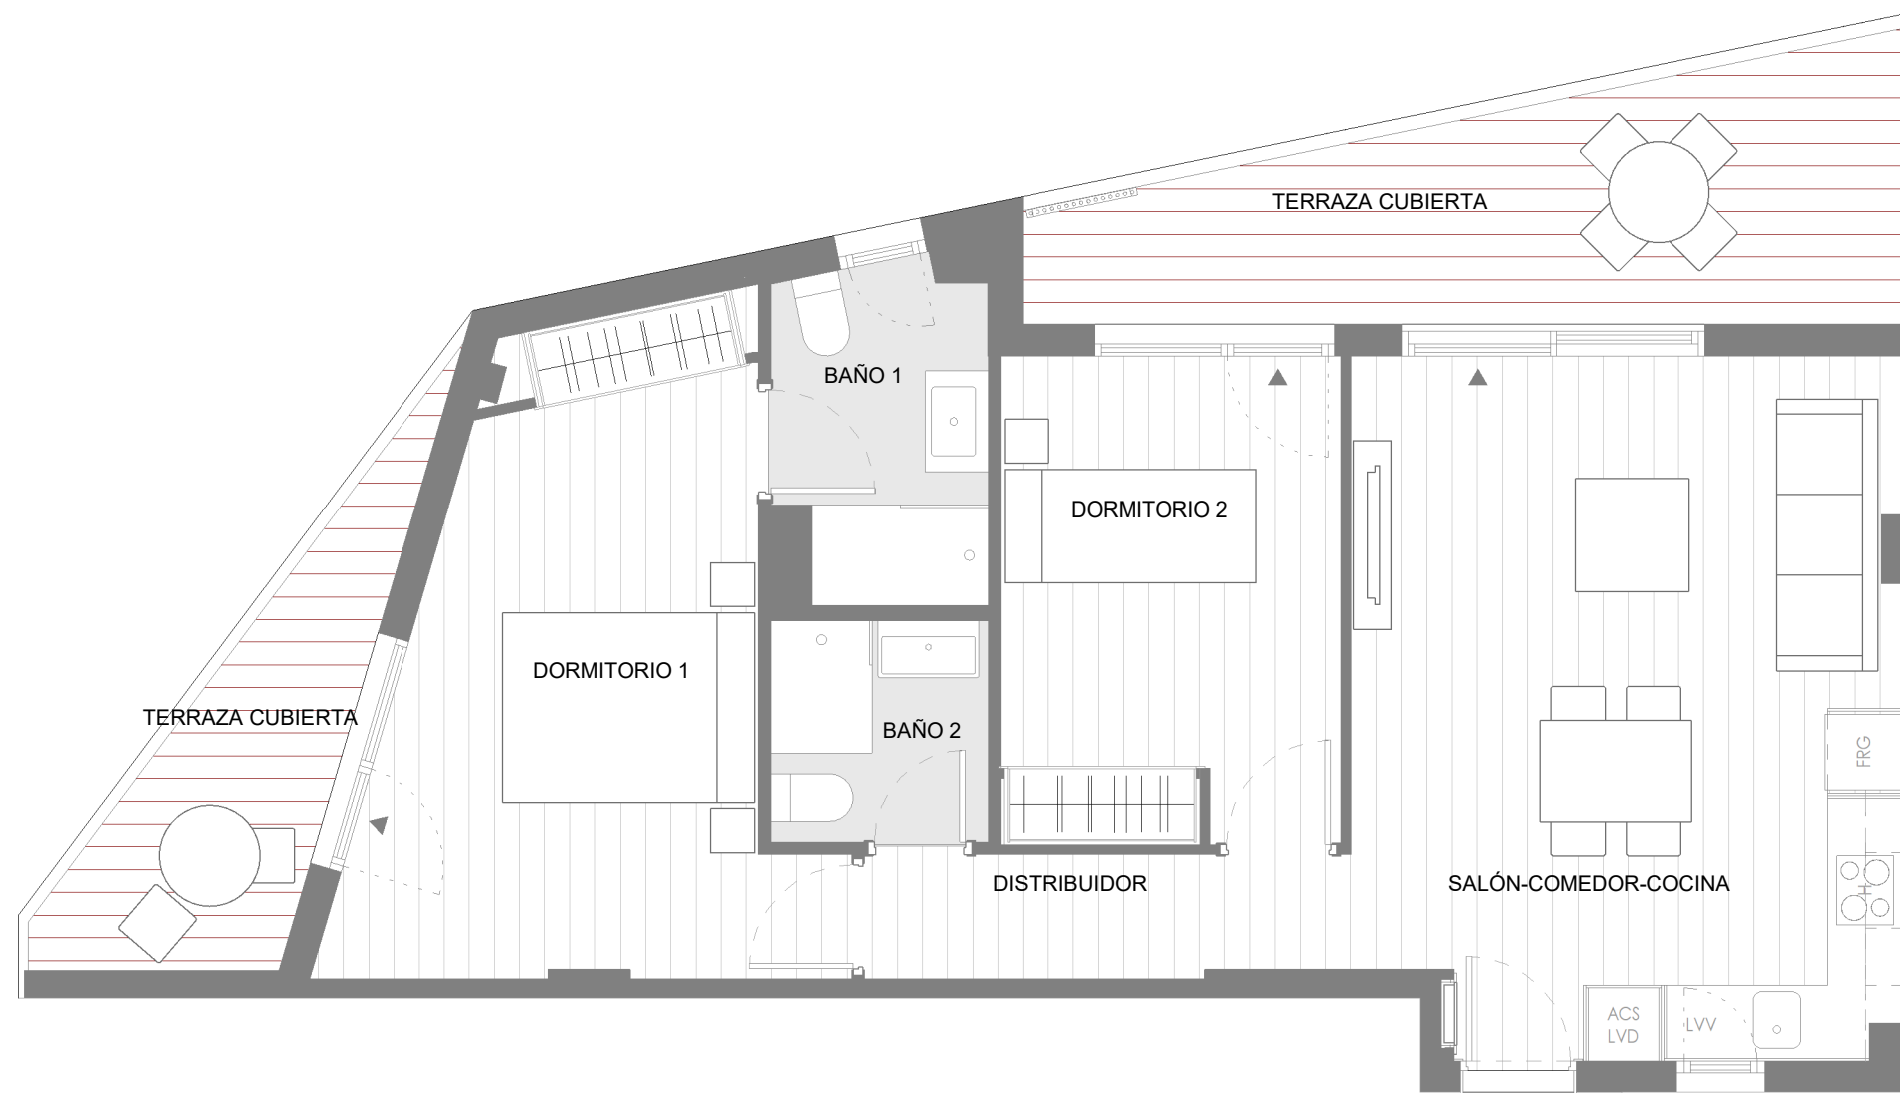 TERRAZA CUBIERTA
BAÑO 1
DORMITORIO 2
DORMITORIO 1
TERRAZA CUBIERTA
BAÑO 2
FRG
DISTRIBUIDOR
SALÓN-COMEDOR-COCINA
H
ACS
LVD
LVV